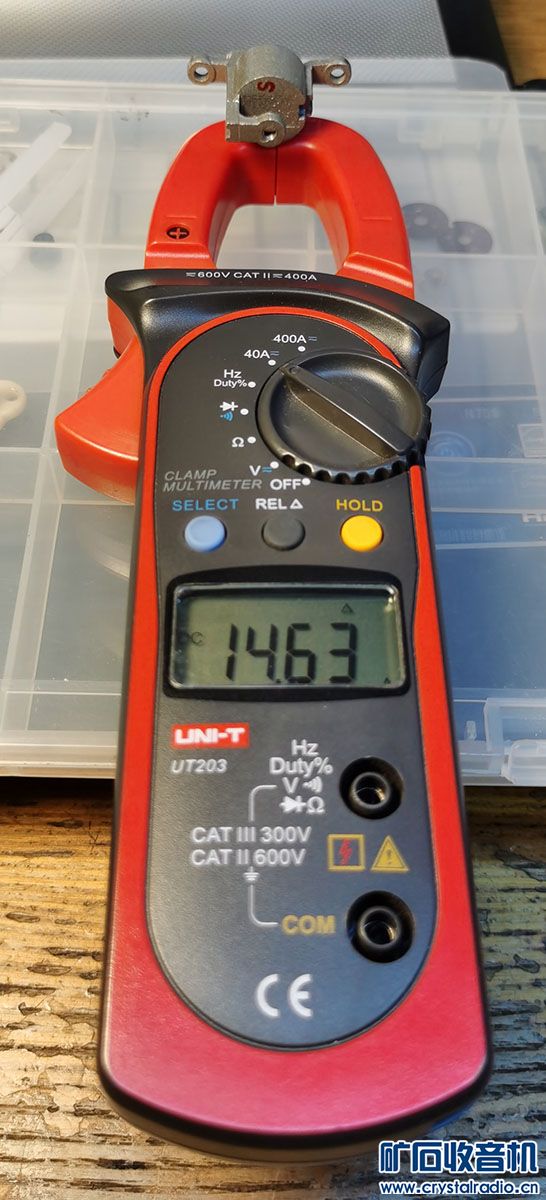 S
≂600V CAT II ≂400A
400A≂
40A≂
Hz
Duty%
Ω
V≂
OFF
CLAMP
MULTIMETER
SELECT REL△ HOLD
△
DC 14.63 A
UNI-T
UT203
Hz
Duty%
V
Ω
CAT III 300V
CAT II 600V
COM
CE
矿石收音机
www.crystalradio.cn